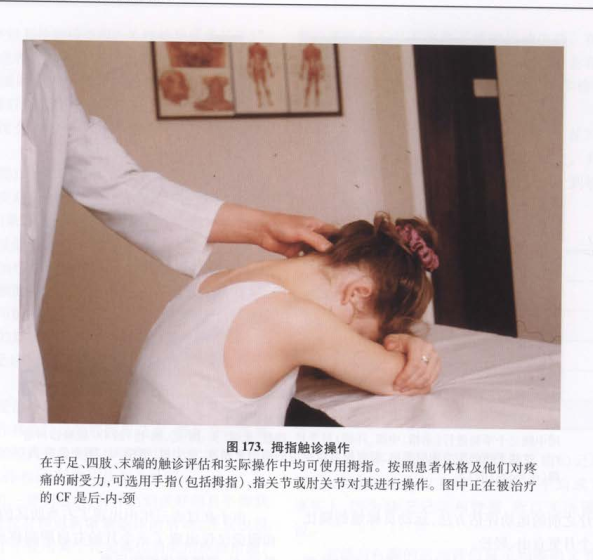 图 173. 拇指触诊操作
在手足、四肢、末端的触诊评估和实际操作中均可使用拇指。按照患者体格及他们对疼
痛的耐受力,可选用手指(包括拇指)、指关节或肘关节对其进行操作。图中正在被治疗
的 CF 是后-内-颈